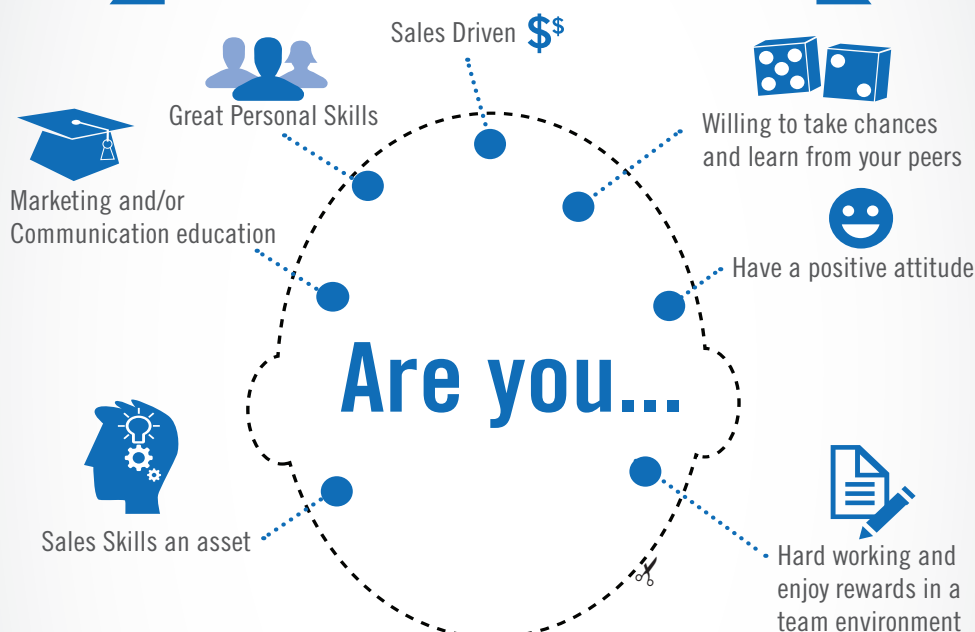 Sales Driven $$
Great Personal Skills
Willing to take chances
and learn from your peers
Marketing and/or
Communication education
Have a positive attitude
Are you...
Sales Skills an asset
Hard working and
enjoy rewards in a
team environment